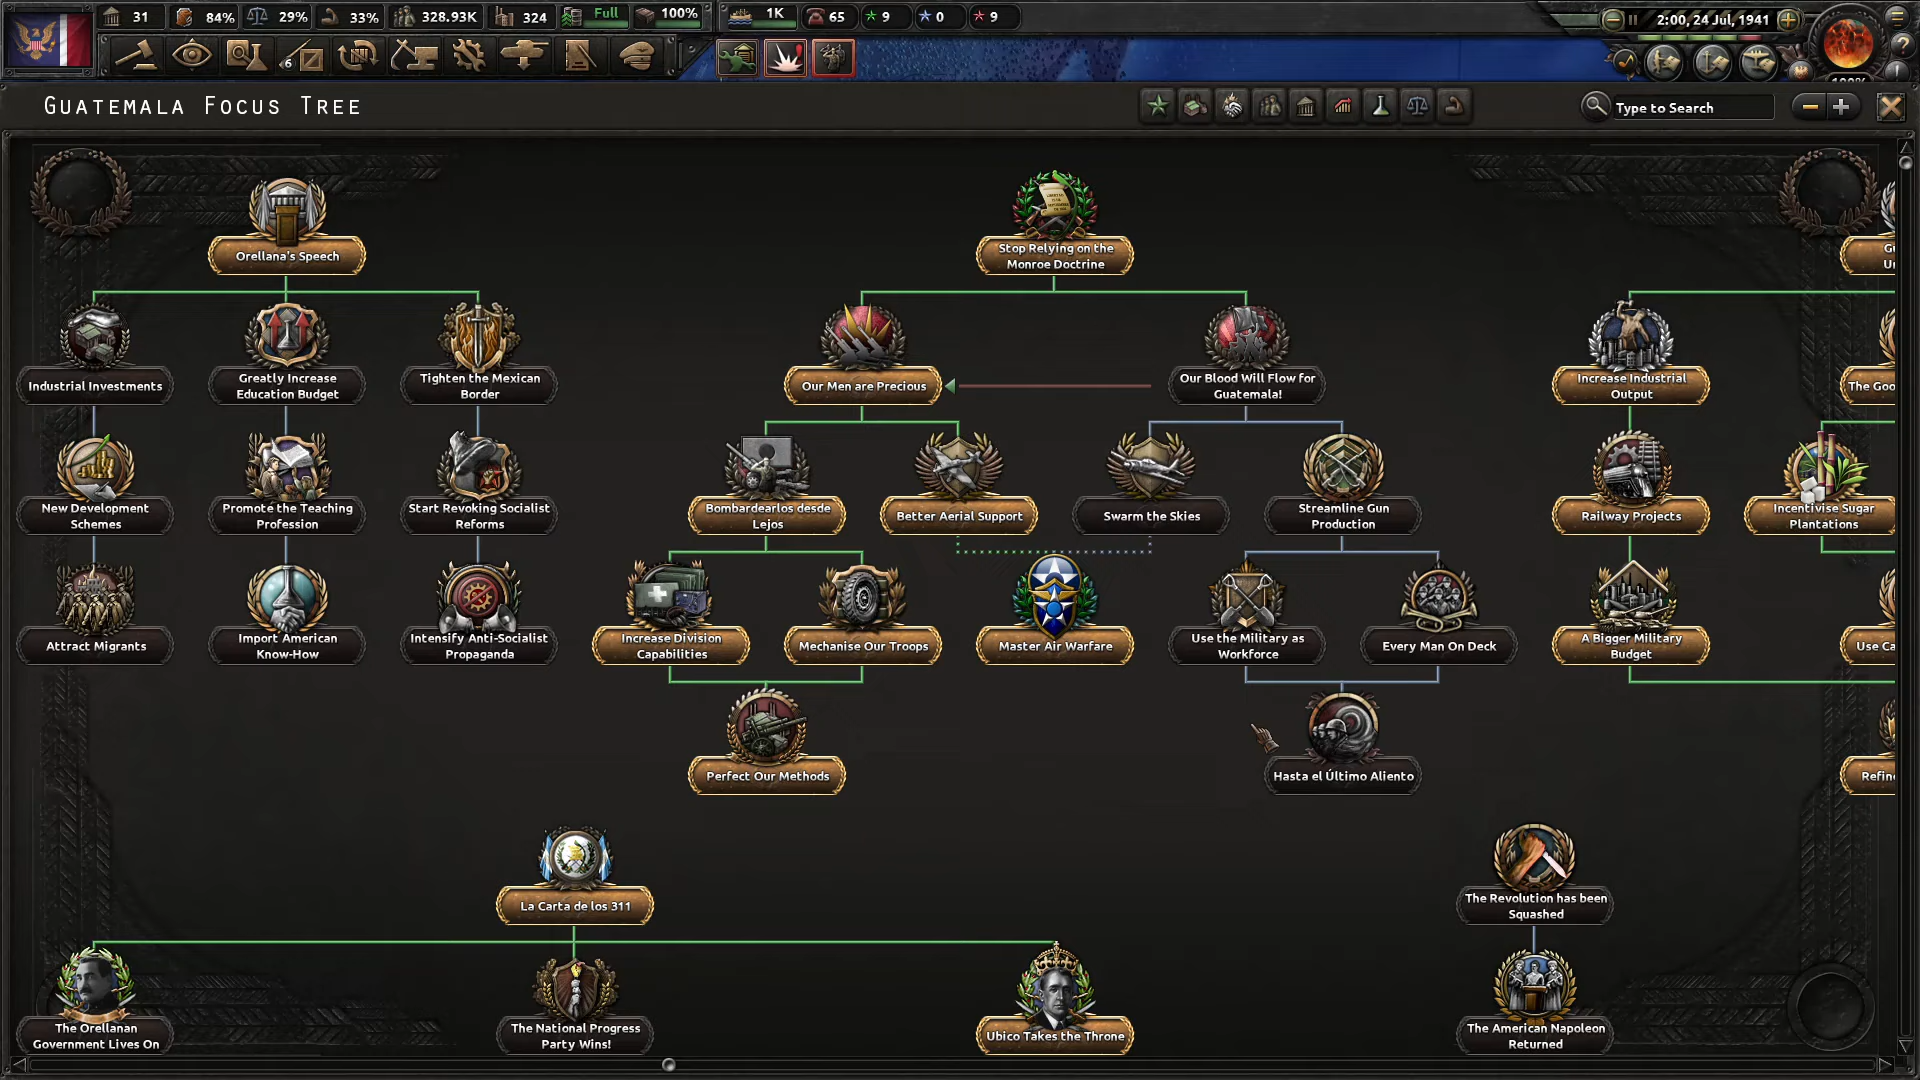 31
84%
29%
33%
328.93K
324
Full
100%
1K
65
9
0
9
2:00, 24 Jul, 1941
6
Guatemala Focus Tree
Type to Search
Orellana's Speech
Stop Relying on the
Monroe Doctrine
Industrial Investments
Greatly Increase
Education Budget
Tighten the Mexican
Border
Our Men are Precious
Our Blood Will Flow for
Guatemala!
Increase Industrial
Output
The Goo
New Development
Schemes
Promote the Teaching
Profession
Start Revoking Socialist
Reforms
Bombardearlos desde
Lejos
Better Aerial Support
Swarm the Skies
Streamline Gun
Production
Railway Projects
Incentivise Sugar
Plantations
Attract Migrants
Import American
Know-How
Intensify Anti-Socialist
Propaganda
Increase Division
Capabilities
Mechanise Our Troops
Master Air Warfare
Use the Military as
Workforce
Every Man On Deck
A Bigger Military
Budget
Use Ca
Perfect Our Methods
Hasta el Último Aliento
Refine
La Carta de los 311
The Revolution has been
Squashed
The Orellanan
Government Lives On
The National Progress
Party Wins!
Ubico Takes the Throne
The American Napoleon
Returned